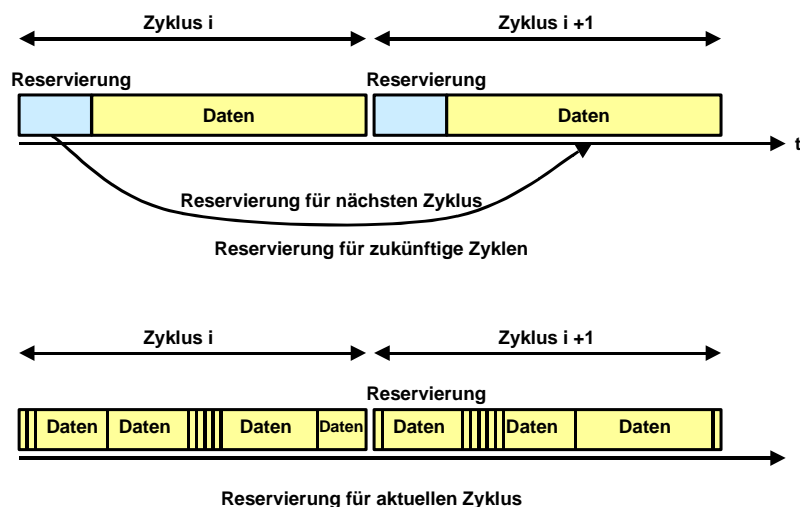 Zyklus i
Zyklus i +1
Reservierung
Reservierung
Daten
Daten
t
Reservierung für nächsten Zyklus
Reservierung für zukünftige Zyklen
Zyklus i
Zyklus i +1
Reservierung
Daten
Daten
Daten
Daten
Daten
Daten
Daten
Reservierung für aktuellen Zyklus